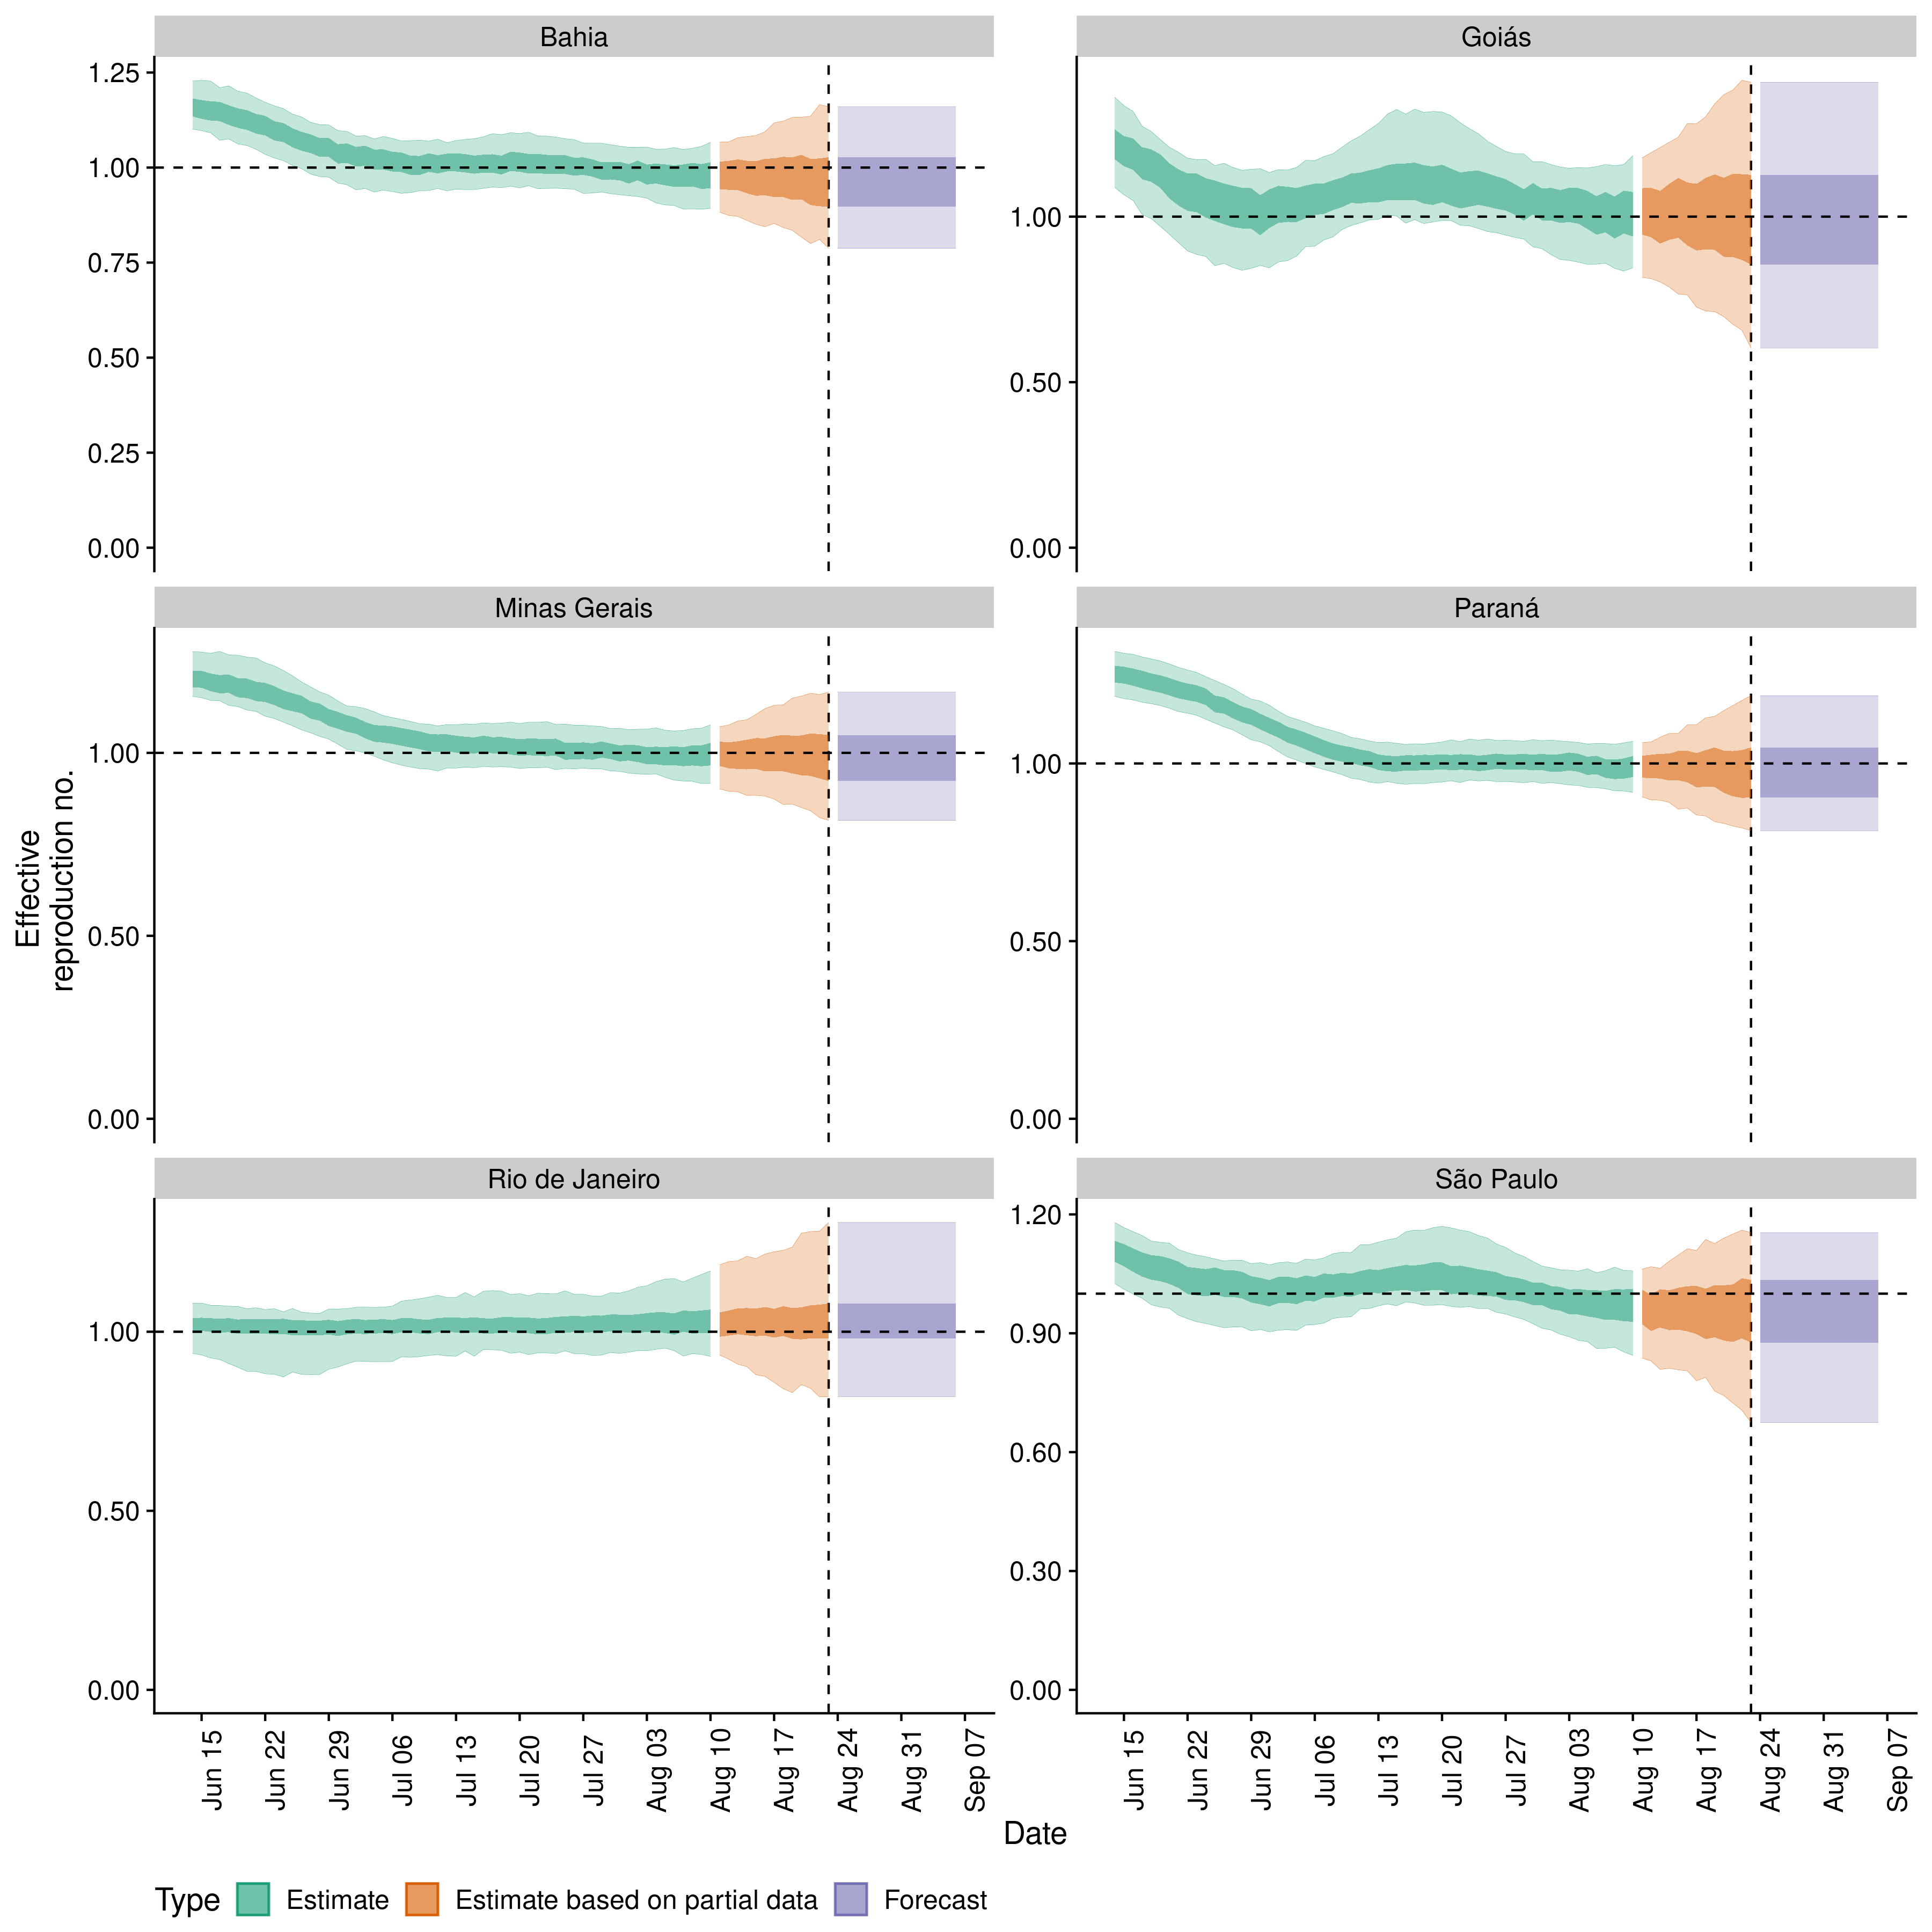 Bahia
Goiás
1.25
1.00
0.75
0.50
0.25
0.00
1.00
0.50
0.00
Minas Gerais
Paraná
1.00
0.50
0.00
1.00
0.50
0.00
Effective
reproduction no.
Rio de Janeiro
São Paulo
1.00
0.50
0.00
1.20
0.90
0.60
0.30
0.00
Jun 15
Jun 22
Jun 29
Jul 06
Jul 13
Jul 20
Jul 27
Aug 03
Aug 10
Aug 17
Aug 24
Aug 31
Sep 07
Jun 15
Jun 22
Jun 29
Jul 06
Jul 13
Jul 20
Jul 27
Aug 03
Aug 10
Aug 17
Aug 24
Aug 31
Sep 07
Date
Type Estimate Estimate based on partial data Forecast